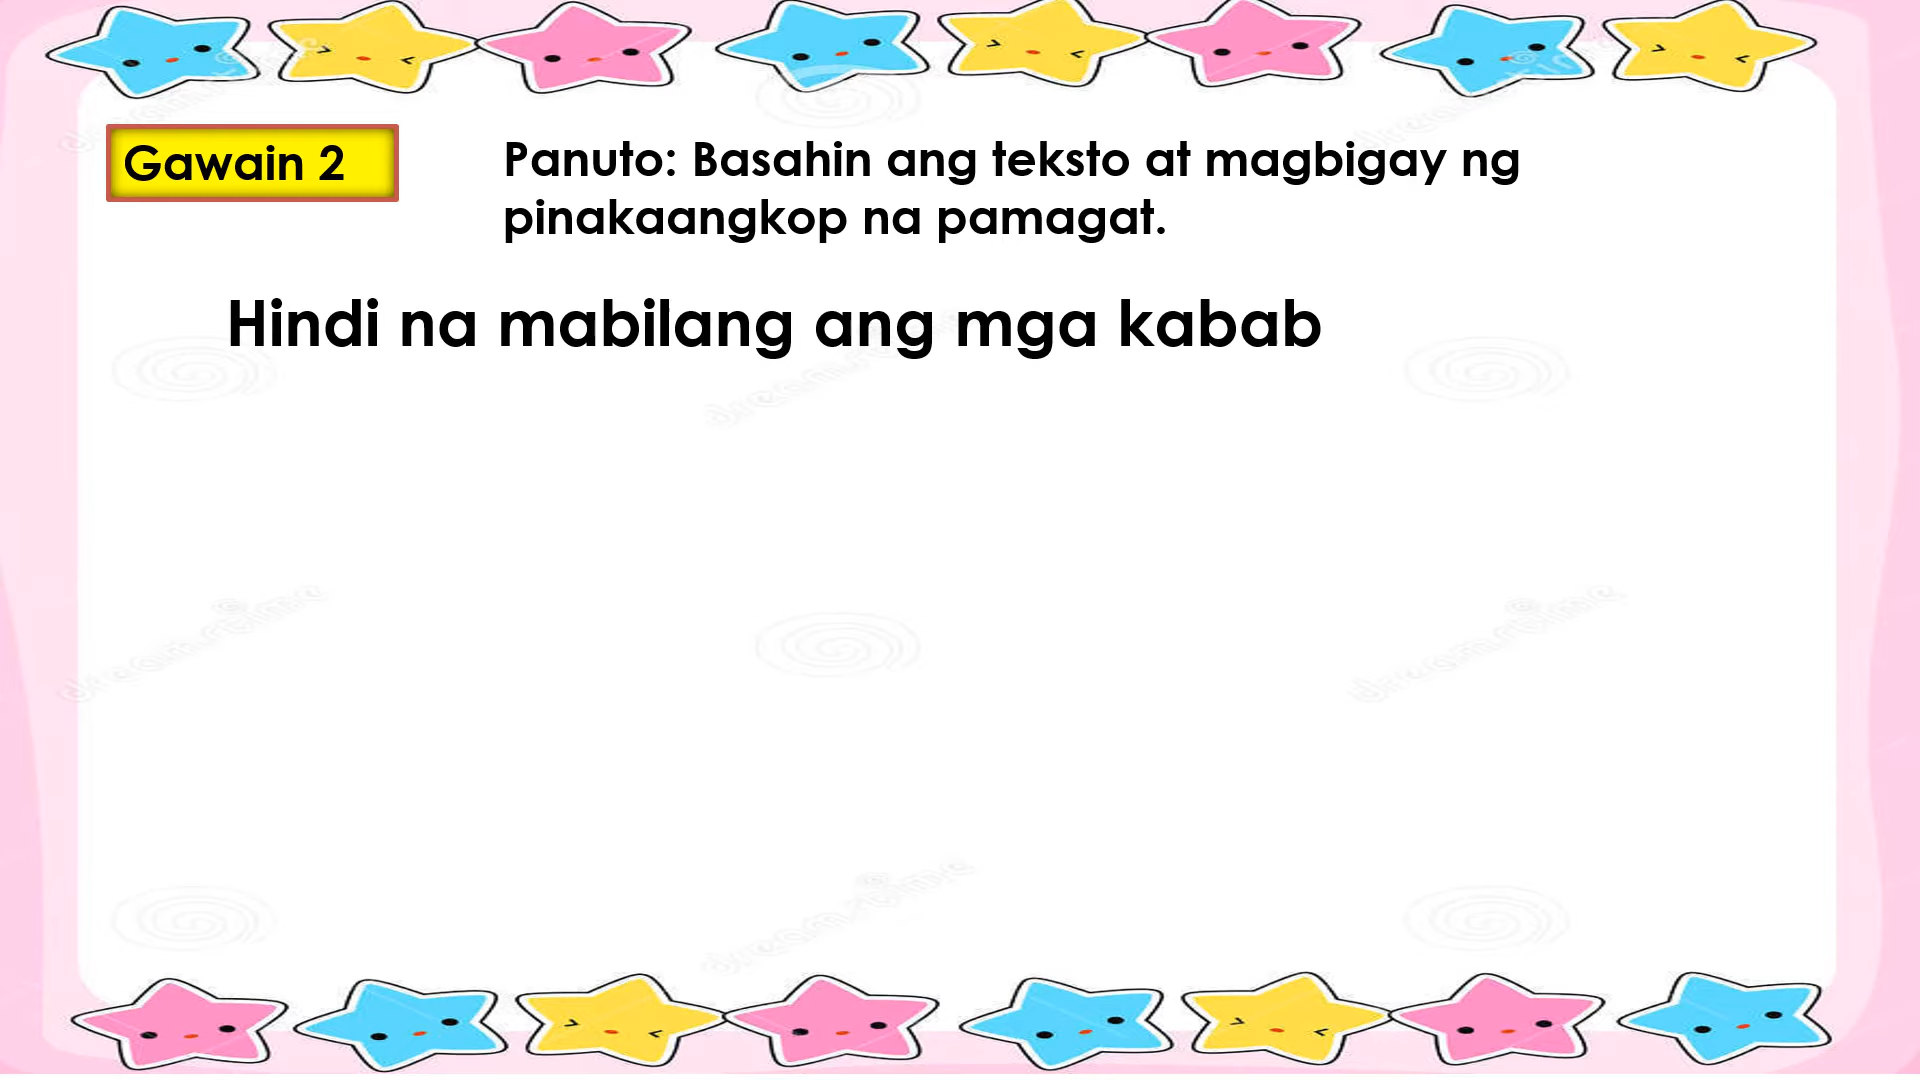 Gawain 2
Panuto: Basahin ang teksto at magbigay ng
pinakaangkop na pamagat.
Hindi na mabilang ang mga kabab